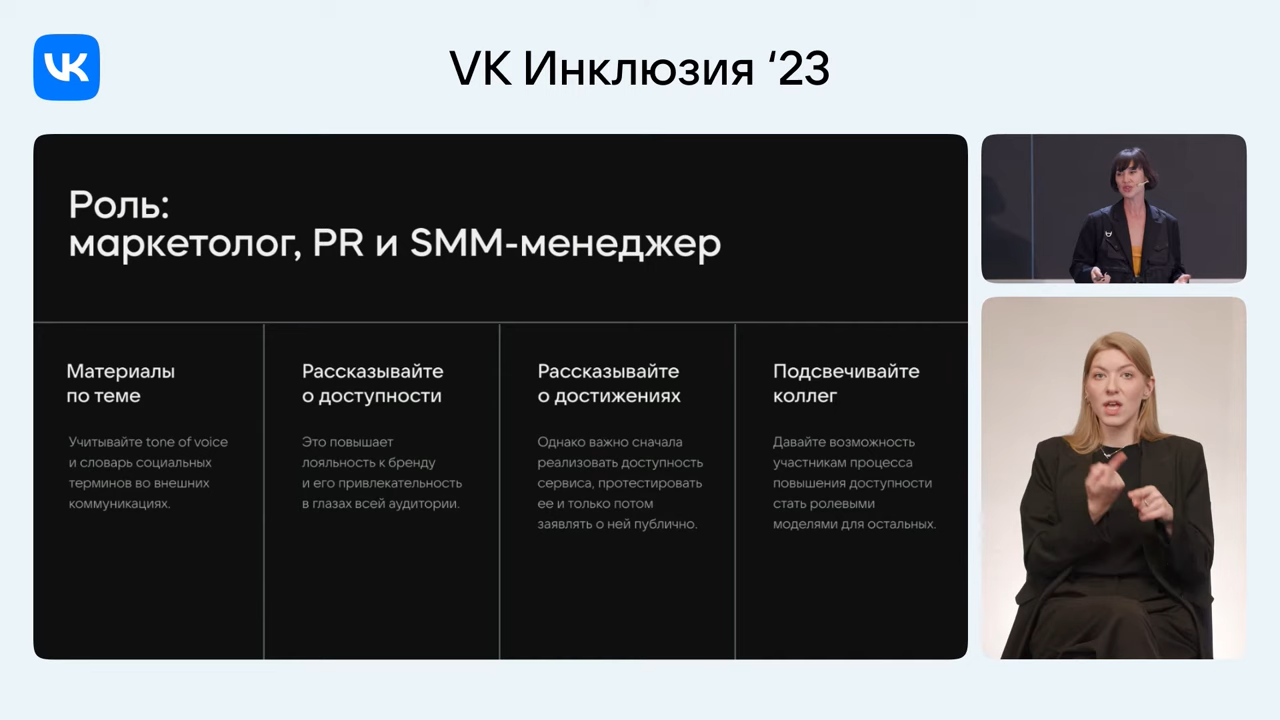 VK
VK Инклюзия ‘23
Роль:
маркетолог, PR и SMM-менеджер
Материалы
по теме
Учитывайте tone of voice
и словарь социальных
терминов во внешних
коммуникациях.
Рассказывайте
о доступности
Это повышает
лояльность к бренду
и его привлекательность
в глазах всей аудитории.
Рассказывайте
о достижениях
Однако важно сначала
реализовать доступность
сервиса, протестировать
ее и только потом
заявлять о ней публично.
Подсвечивайте
коллег
Давайте возможность
участникам процесса
повышения доступности
стать ролевыми
моделями для остальных.